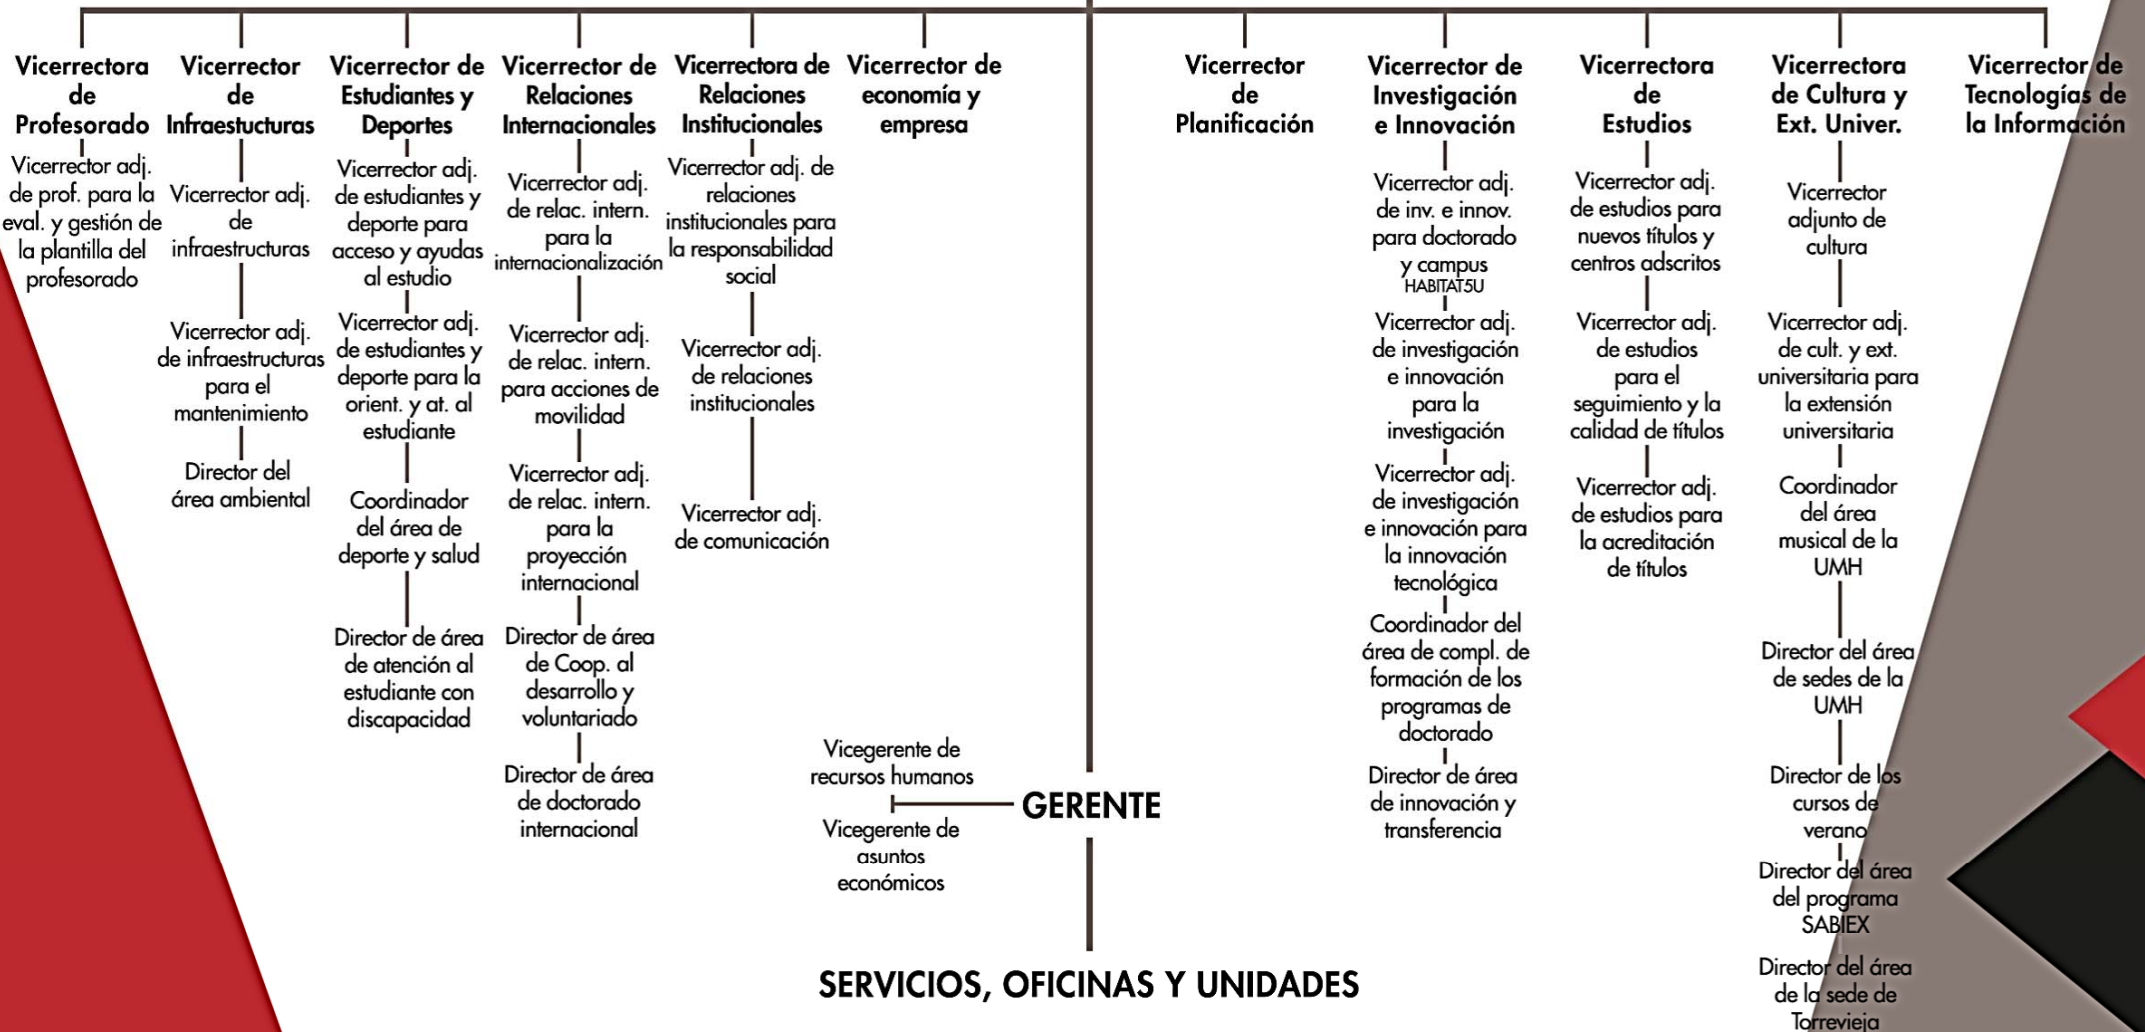 Vicerrectora
de
Profesorado
Vicerrector adj.
de prof. para la
eval. y gestión de
la plantilla del
profesorado
Vicerrector
de
Infraestucturas
Vicerrector adj.
de
infraestructuras
Vicerrector adj.
de infraestructuras
para el
mantenimiento
Director del
área ambiental
Vicerrector de
Estudiantes y
Deportes
Vicerrector adj.
de estudiantes y
deporte para
acceso y ayudas
al estudio
Vicerrector adj.
de estudiantes y
deporte para la
orient. y at. al
estudiante
Coordinador
del área de
deporte y salud
Director de área
de atención al
estudiante con
discapacidad
Vicerrector de
Relaciones
Internacionales
Vicerrector adj.
de relac. intern.
para la
internacionalización
Vicerrector adj.
de relac. intern.
para acciones de
movilidad
Vicerrector adj.
de relac. intern.
para la
proyección
internacional
Director de área
de Coop. al
desarrollo y
voluntariado
Director de área
de doctorado
internacional
Vicerrectora de
Relaciones
Institucionales
Vicerrector adj. de
relaciones
institucionales para
la responsabilidad
social
Vicerrector adj.
de relaciones
institucionales
Vicerrector adj.
de comunicación
Vicerrector de
economía y
empresa
Vicerrector
de
Planificación
Vicerrector de
Investigación
e Innovación
Vicerrector adj.
de inv. e innov.
para doctorado
y campus
HABITAT5U
Vicerrector adj.
de investigación
e innovación
para la
investigación
Vicerrector adj.
de investigación
e innovación para
la innovación
tecnológica
Coordinador del
área de compl. de
formación de los
programas de
doctorado
Director de área
de innovación y
transferencia
Vicerrectora
de
Estudios
Vicerrector adj.
de estudios para
nuevos títulos y
centros adscritos
Vicerrector adj.
de estudios
para el
seguimiento y la
calidad de títulos
Vicerrector adj.
de estudios para
la acreditación
de títulos
Vicerrectora
de Cultura y
Ext. Univer.
Vicerrector
adjunto de
cultura
Vicerrector adj.
de cult. y ext.
universitaria para
la extensión
universitaria
Coordinador
del área
musical de la
UMH
Director del área
de sedes de la
UMH
Director de los
cursos de
verano
Director del área
del programa
SABIEX
Director del área
de la sede de
Torrevieja
Vicerrector de
Tecnologías de
la Información
Vicegerente de
recursos humanos
GERENTE
Vicegerente de
asuntos
económicos
SERVICIOS, OFICINAS Y UNIDADES